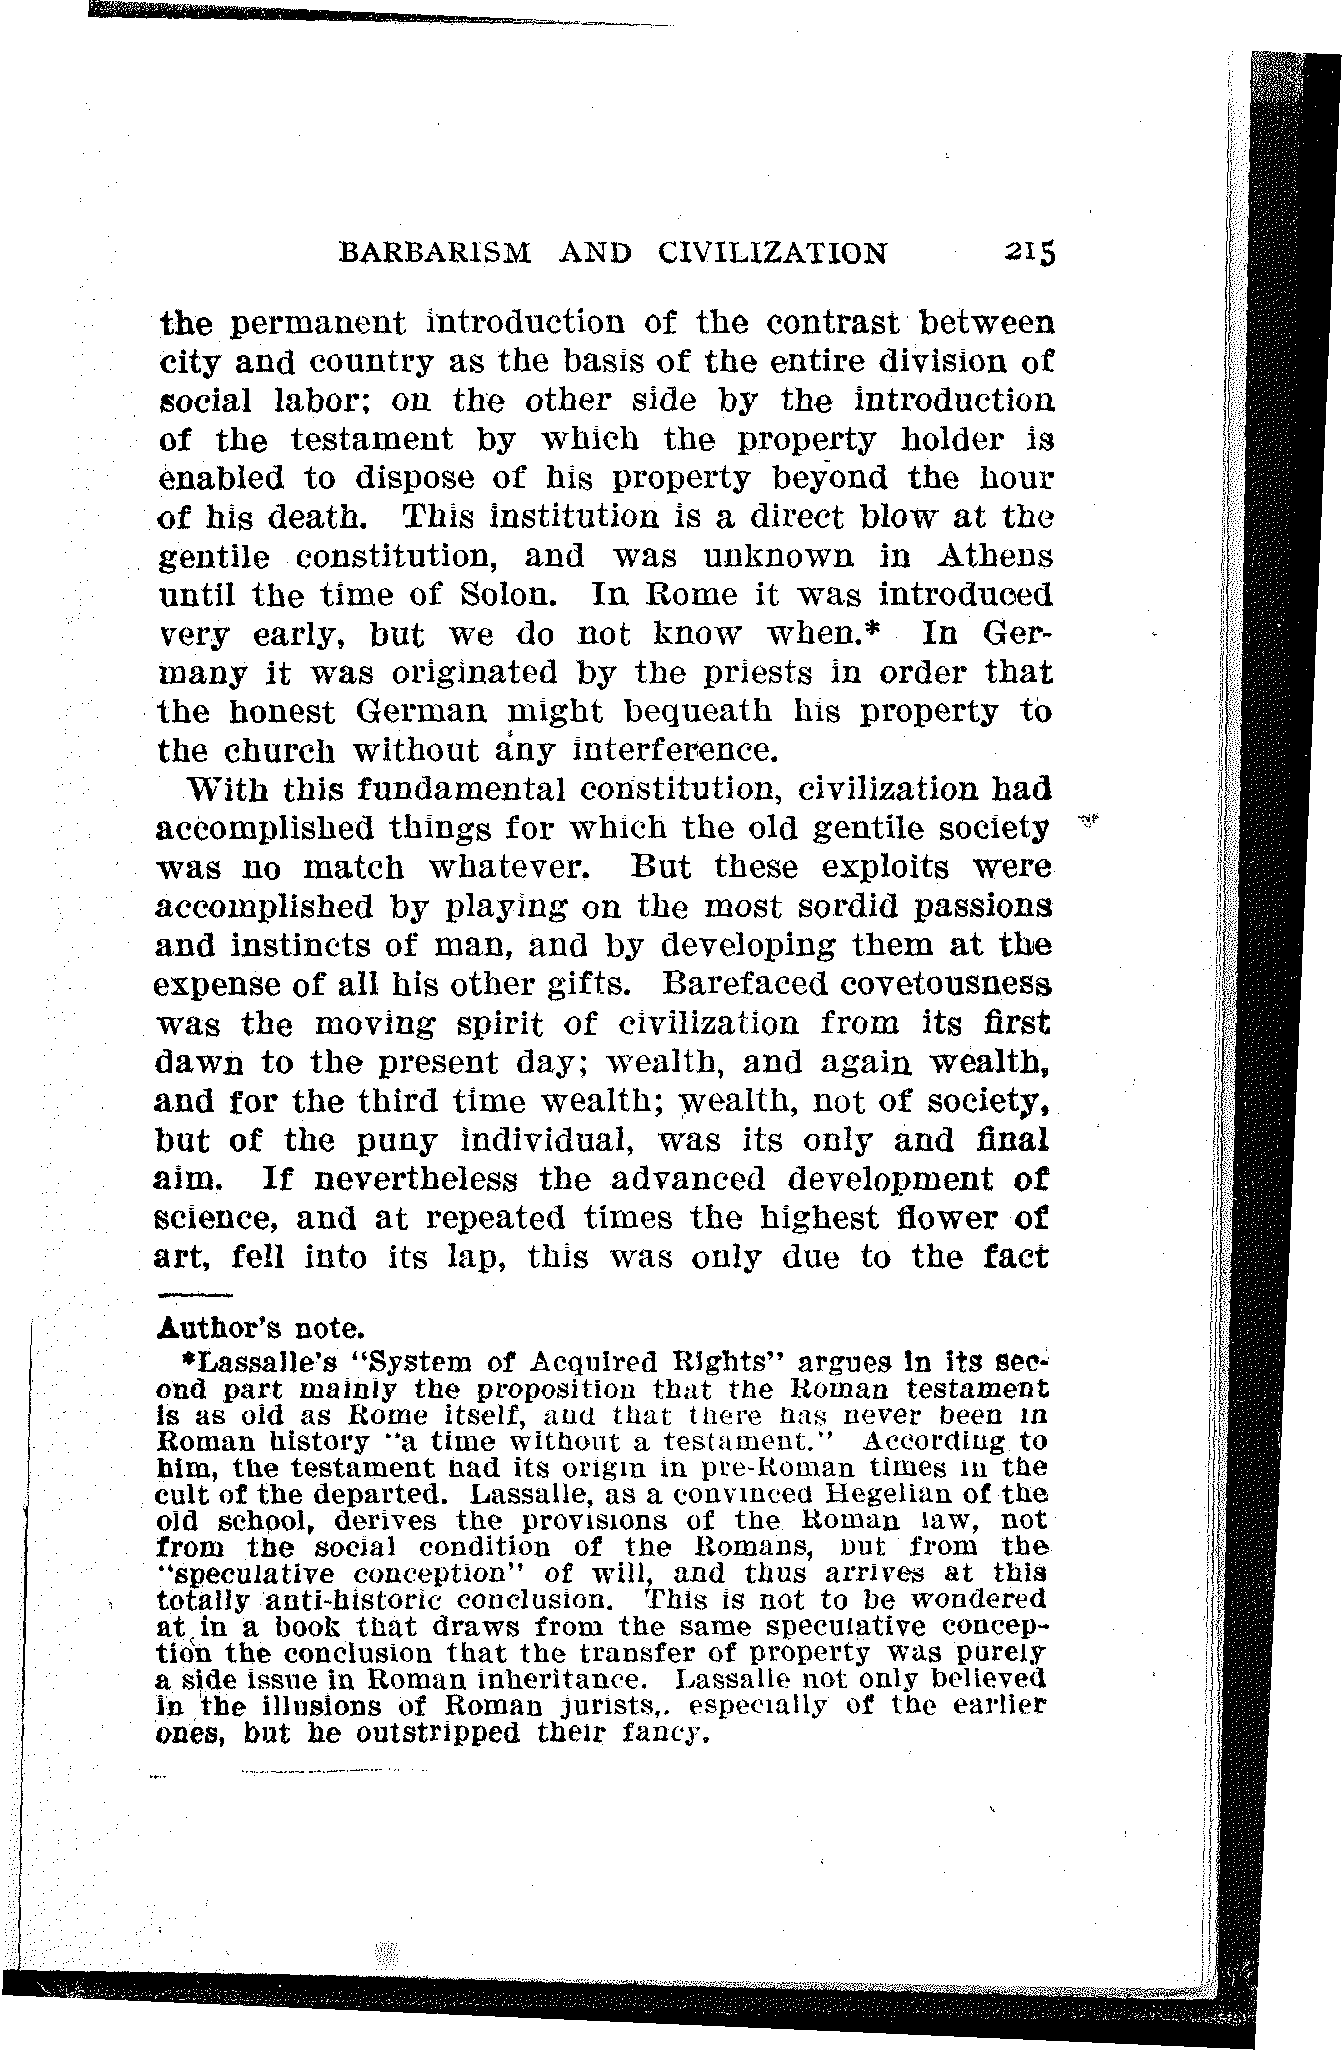 BARBARISM AND CIVILIZATION 215
the permanent introduction of the contrast between
city and country as the basis of the entire division of
social labor; on the other side by the introduction
of the testament by which the property holder is
enabled to dispose of his property beyond the hour
of his death. This institution is a direct blow at the
gentile constitution, and was unknown in Athens
until the time of Solon. In Rome it was introduced
very early, but we do not know when.* In Ger-
many it was originated by the priests in order that
the honest German might bequeath his property to
the church without any interference.
With this fundamental constitution, civilization had
accomplished things for which the old gentile society
was no match whatever. But these exploits were
accomplished by playing on the most sordid passions
and instincts of man, and by developing them at the
expense of all his other gifts. Barefaced covetousness
was the moving spirit of civilization from its first
dawn to the present day; wealth, and again wealth,
and for the third time wealth; wealth, not of society,
but of the puny individual, was its only and final
aim. If nevertheless the advanced development of
science, and at repeated times the highest flower of
art, fell into its lap, this was only due to the fact
Author's note.
*Lassalle's "System of Acquired Rights" argues in its sec-
ond part mainly the proposition that the Roman testament
is as old as Rome itself, and that there has never been in
Roman history "a time without a testament." According to
him, the testament had its origin in pre-Roman times in the
cult of the departed. Lassalle, as a convinced Hegelian of the
old school, derives the provisions of the Roman law, not
from the social condition of the Romans, but from the
"speculative conception" of will, and thus arrives at this
totally anti-historic conclusion. This is not to be wondered
at in a book that draws from the same speculative concep-
tion the conclusion that the transfer of property was purely
a side issue in Roman inheritance. Lassalle not only believed
in the illusions of Roman jurists,. especially of the earlier
ones, but he outstripped their fancy.